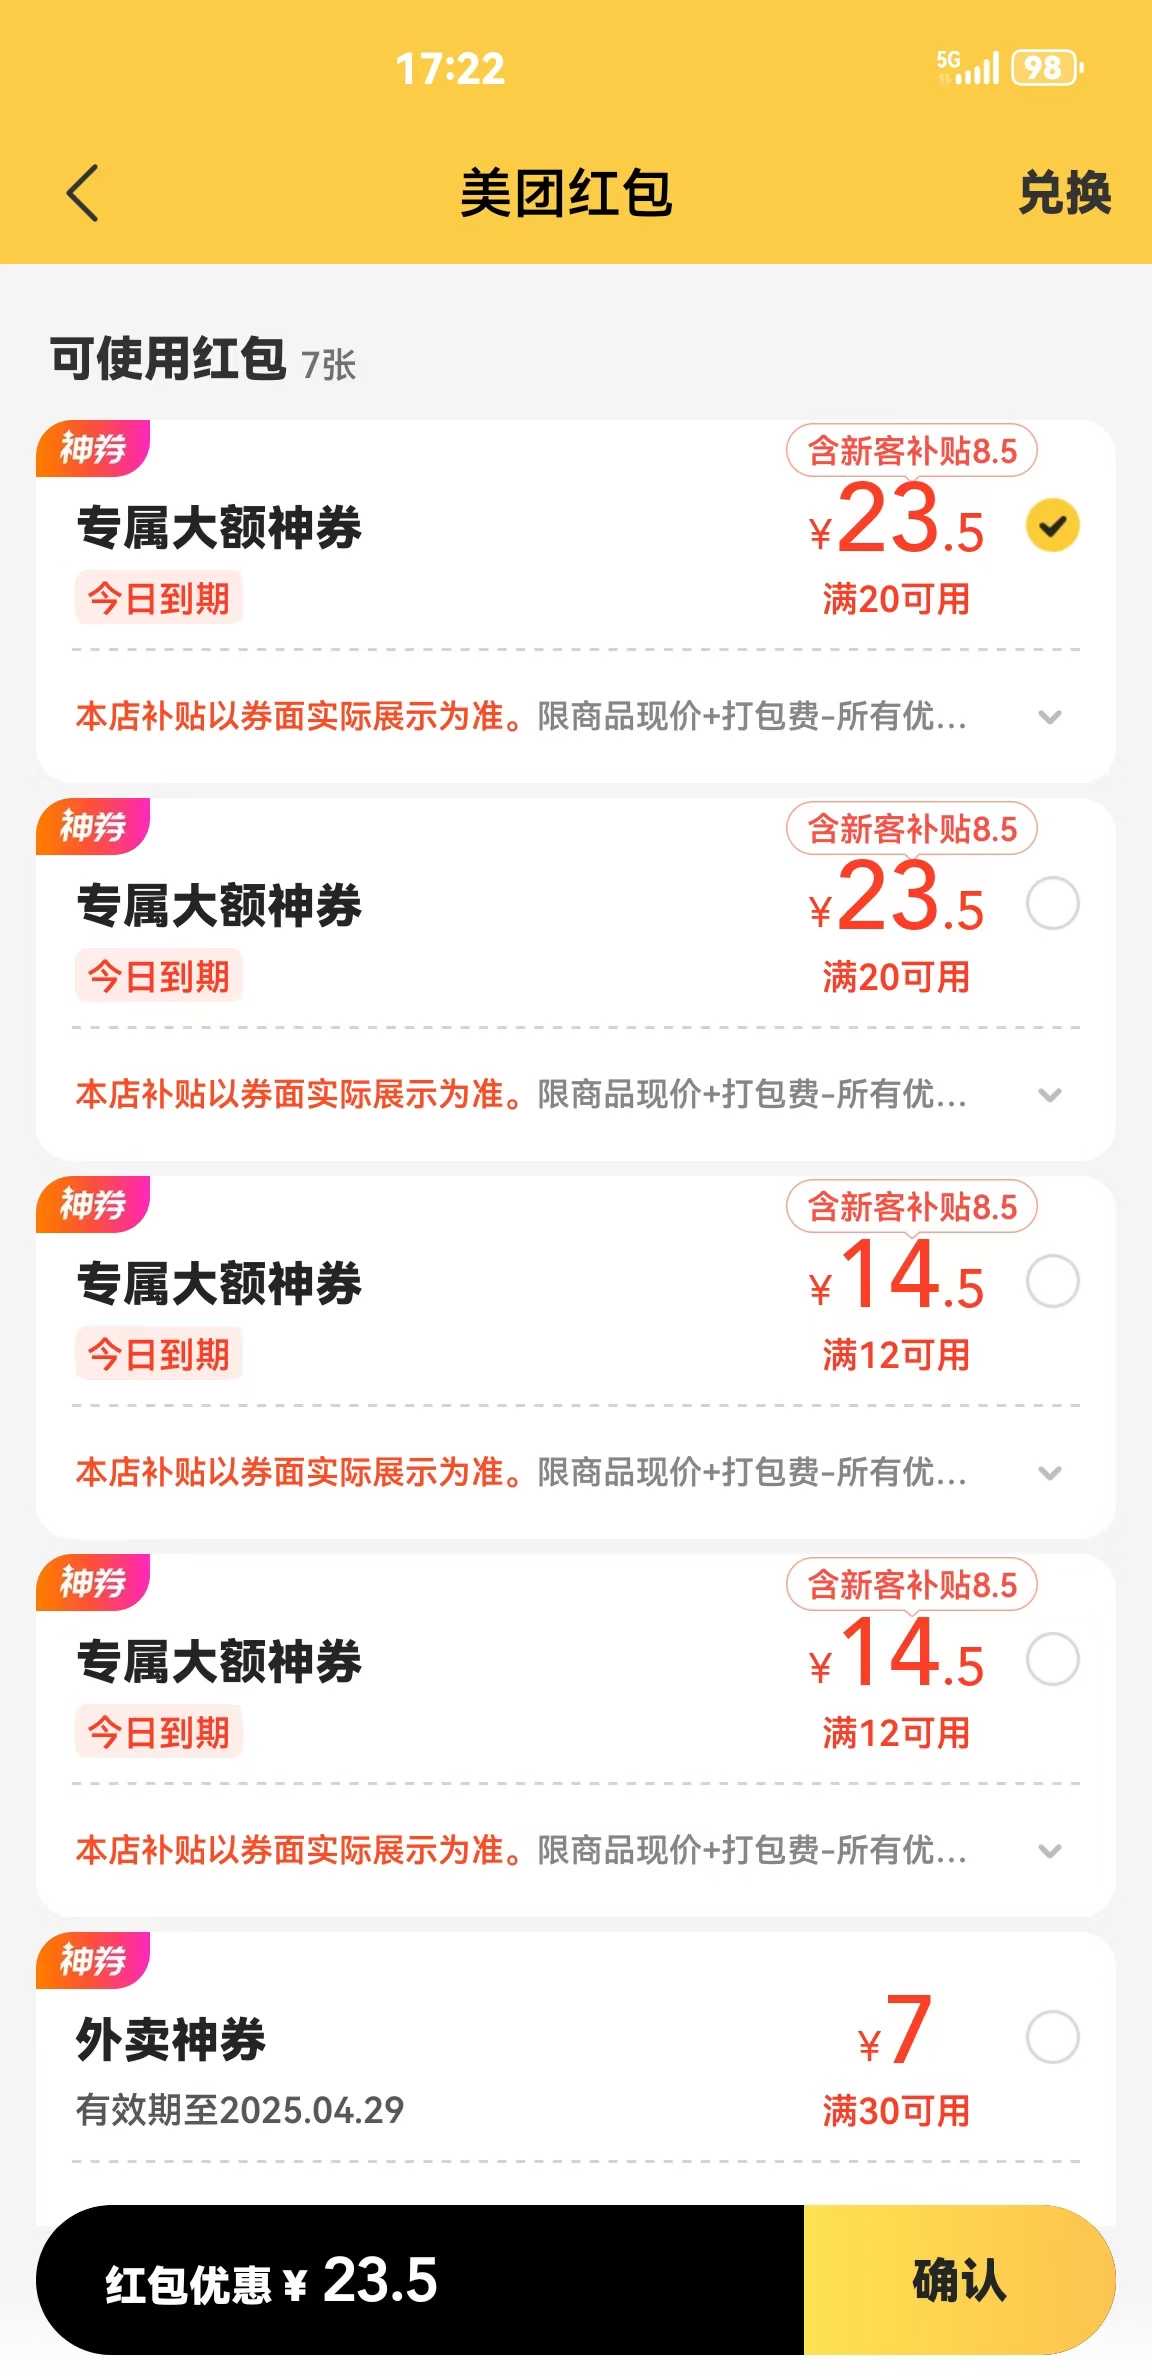 17:22
5G 98
美团红包
兑换
可使用红包 7张
神券
含新客补贴8.5
专属大额神券
¥23.5
今日到期
满20可用
本店补贴以券面实际展示为准。限商品现价+打包费-所有优...
神券
含新客补贴8.5
专属大额神券
¥23.5
今日到期
满20可用
本店补贴以券面实际展示为准。限商品现价+打包费-所有优...
神券
含新客补贴8.5
专属大额神券
¥14.5
今日到期
满12可用
本店补贴以券面实际展示为准。限商品现价+打包费-所有优...
神券
含新客补贴8.5
专属大额神券
¥14.5
今日到期
满12可用
本店补贴以券面实际展示为准。限商品现价+打包费-所有优...
神券
外卖神券
¥7
有效期至2025.04.29
满30可用
红包优惠 ¥ 23.5
确认